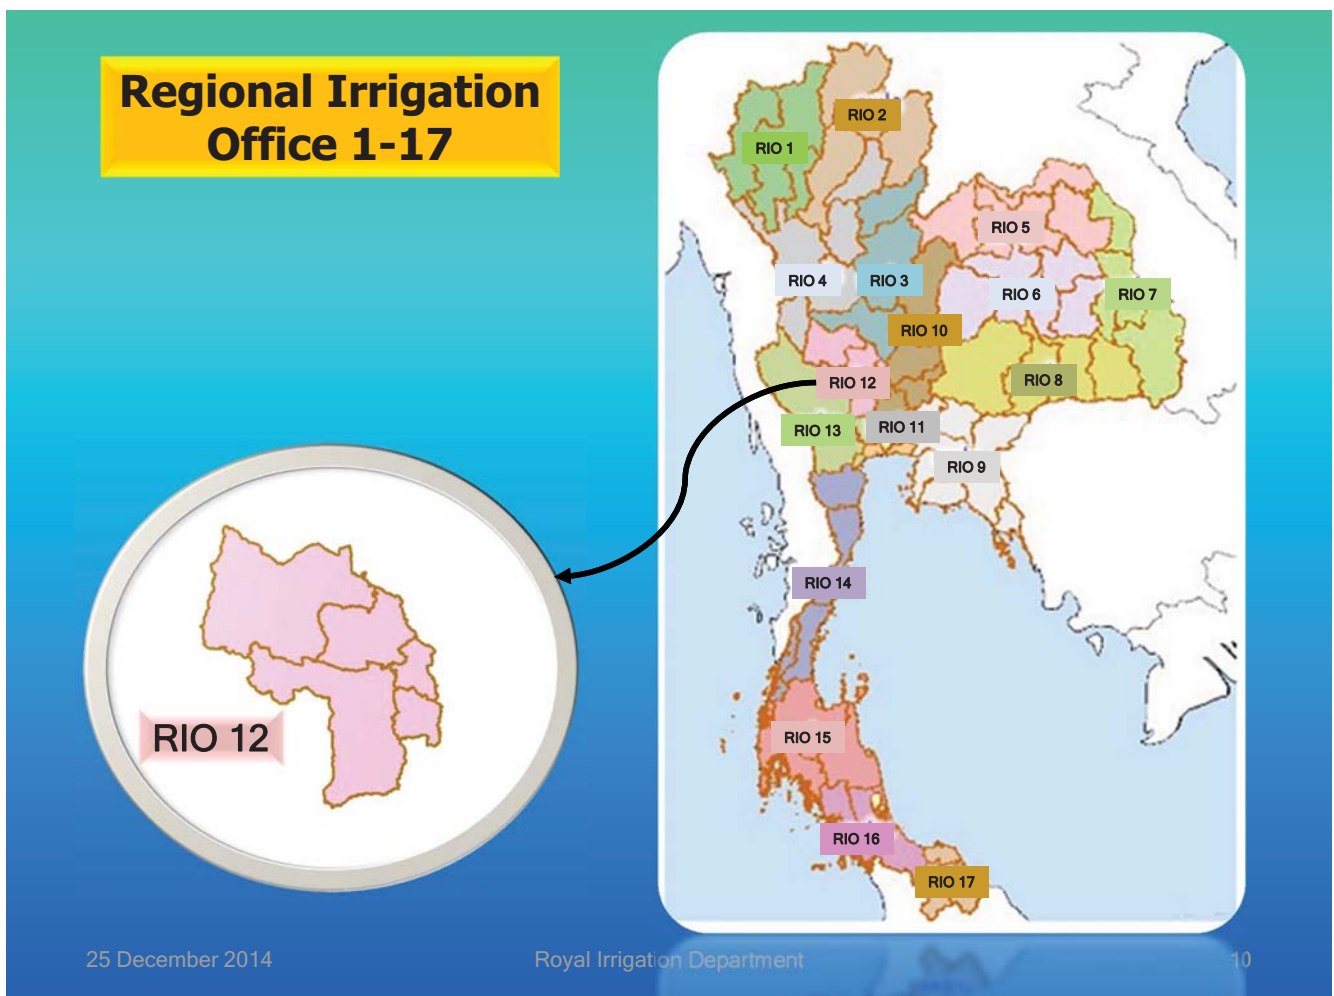 Regional Irrigation
Office 1-17
RIO 2
RIO 1
RIO 5
RIO 4
RIO 3
RIO 6
RIO 7
RIO 10
RIO 12
RIO 8
RIO 13
RIO 11
RIO 9
RIO 14
RIO 12
RIO 15
RIO 16
RIO 17
25 December 2014
Royal Irrigation Department
10